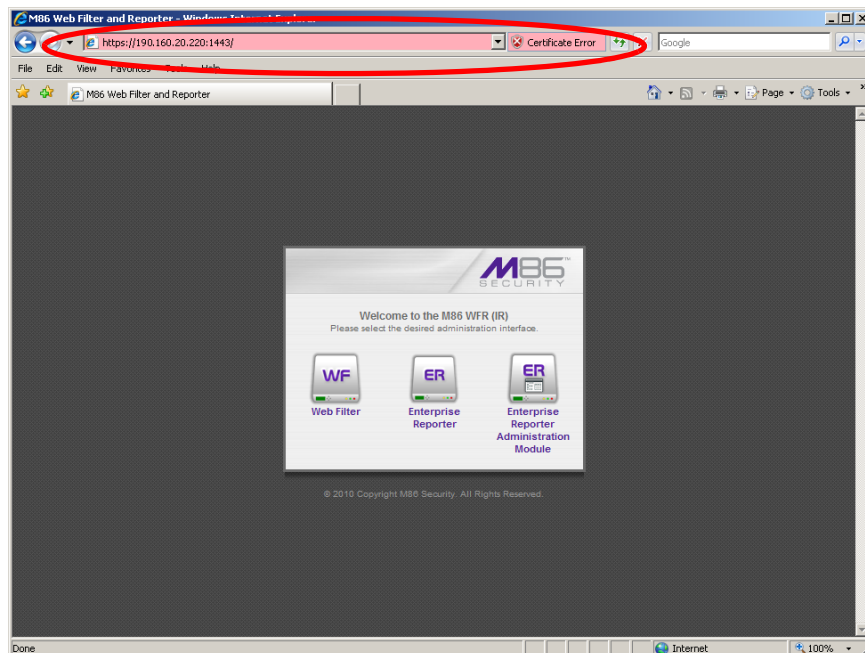 M86 Web Filter and Reporter - Windows Internet Explorer
https://190.160.20.220:1443/
Certificate Error
Google
File Edit View Favorites Tools Help
M86 Web Filter and Reporter
Page Tools
M86™
SECURITY
Welcome to the M86 WFR (IR)
Please select the desired administration interface.
WF
ER
ER
Web Filter
Enterprise
Reporter
Enterprise
Reporter
Administration
Module
© 2010 Copyright M86 Security. All Rights Reserved.
Done
Internet
100%